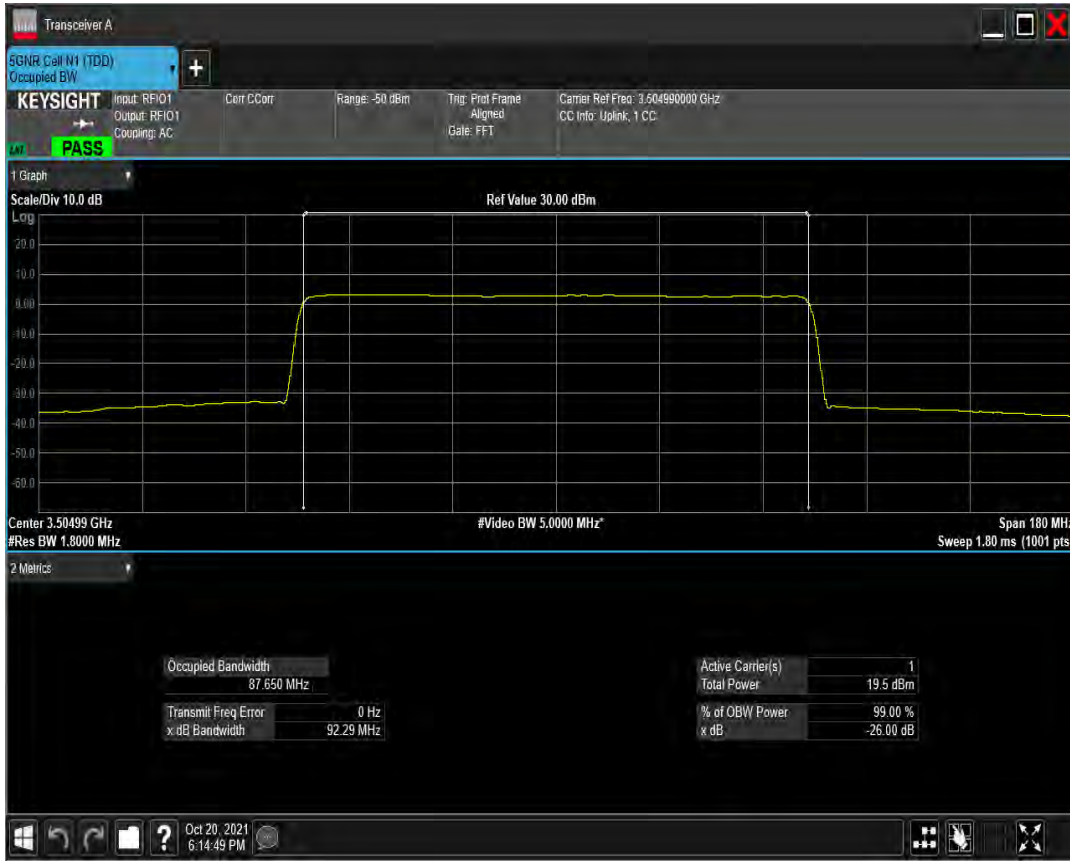 Transceiver A
5GNR Cell N1 (TDD)
Occupied BW
+
KEYSIGHT
Input: RFIO1
Output: RFIO1
Coupling: AC
Corr CCorr
Range: -50 dBm
Trig: Prot Frame
Aligned
Gate: FFT
Carrier Ref Freq: 3.504990000 GHz
CC Info: Uplink, 1 CC
PASS
1 Graph
Scale/Div 10.0 dB
Ref Value 30.00 dBm
Log
20.0
10.0
0.00
-10.0
-20.0
-30.0
-40.0
-50.0
-60.0
Center 3.50499 GHz
#Video BW 5.0000 MHz*
Span 180 MHz
#Res BW 1.8000 MHz
Sweep 1.80 ms (1001 pts
2 Metrics
Occupied Bandwidth
87.650 MHz
Transmit Freq Error 0 Hz
x dB Bandwidth 92.29 MHz
Active Carrier(s) 1
Total Power 19.5 dBm
% of OBW Power 99.00 %
x dB -26.00 dB
?
Oct 20, 2021
6:14:49 PM